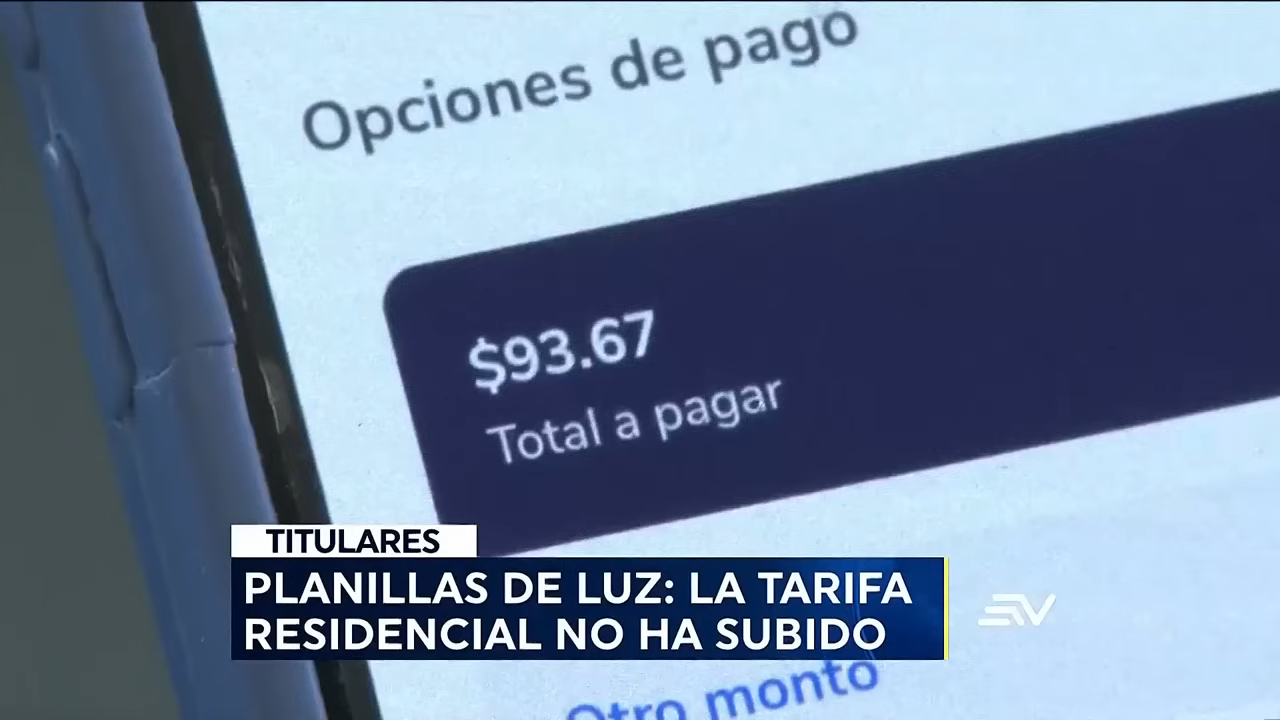 Opciones de pago
$93.67
Total a pagar
TITULARES
PLANILLAS DE LUZ: LA TARIFA
RESIDENCIAL NO HA SUBIDO
Otro monto